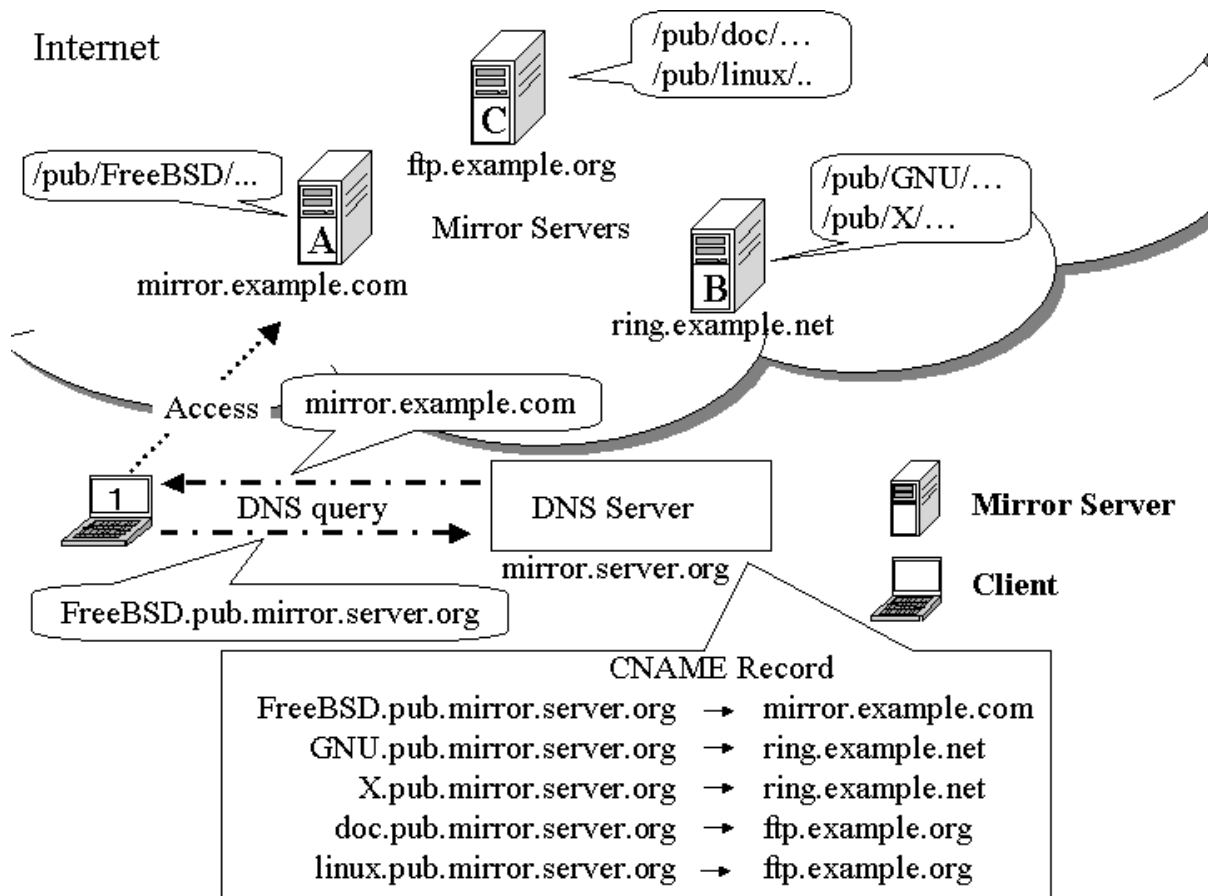 Internet
/pub/doc/…
/pub/linux/..
C
ftp.example.org
/pub/FreeBSD/...
A
mirror.example.com
Mirror Servers
/pub/GNU/…
/pub/X/…
B
ring.example.net
Access
mirror.example.com
1
DNS query
DNS Server
mirror.server.org
FreeBSD.pub.mirror.server.org
Mirror Server
Client
CNAME Record
FreeBSD.pub.mirror.server.org → mirror.example.com
GNU.pub.mirror.server.org → ring.example.net
X.pub.mirror.server.org → ring.example.net
doc.pub.mirror.server.org → ftp.example.org
linux.pub.mirror.server.org → ftp.example.org